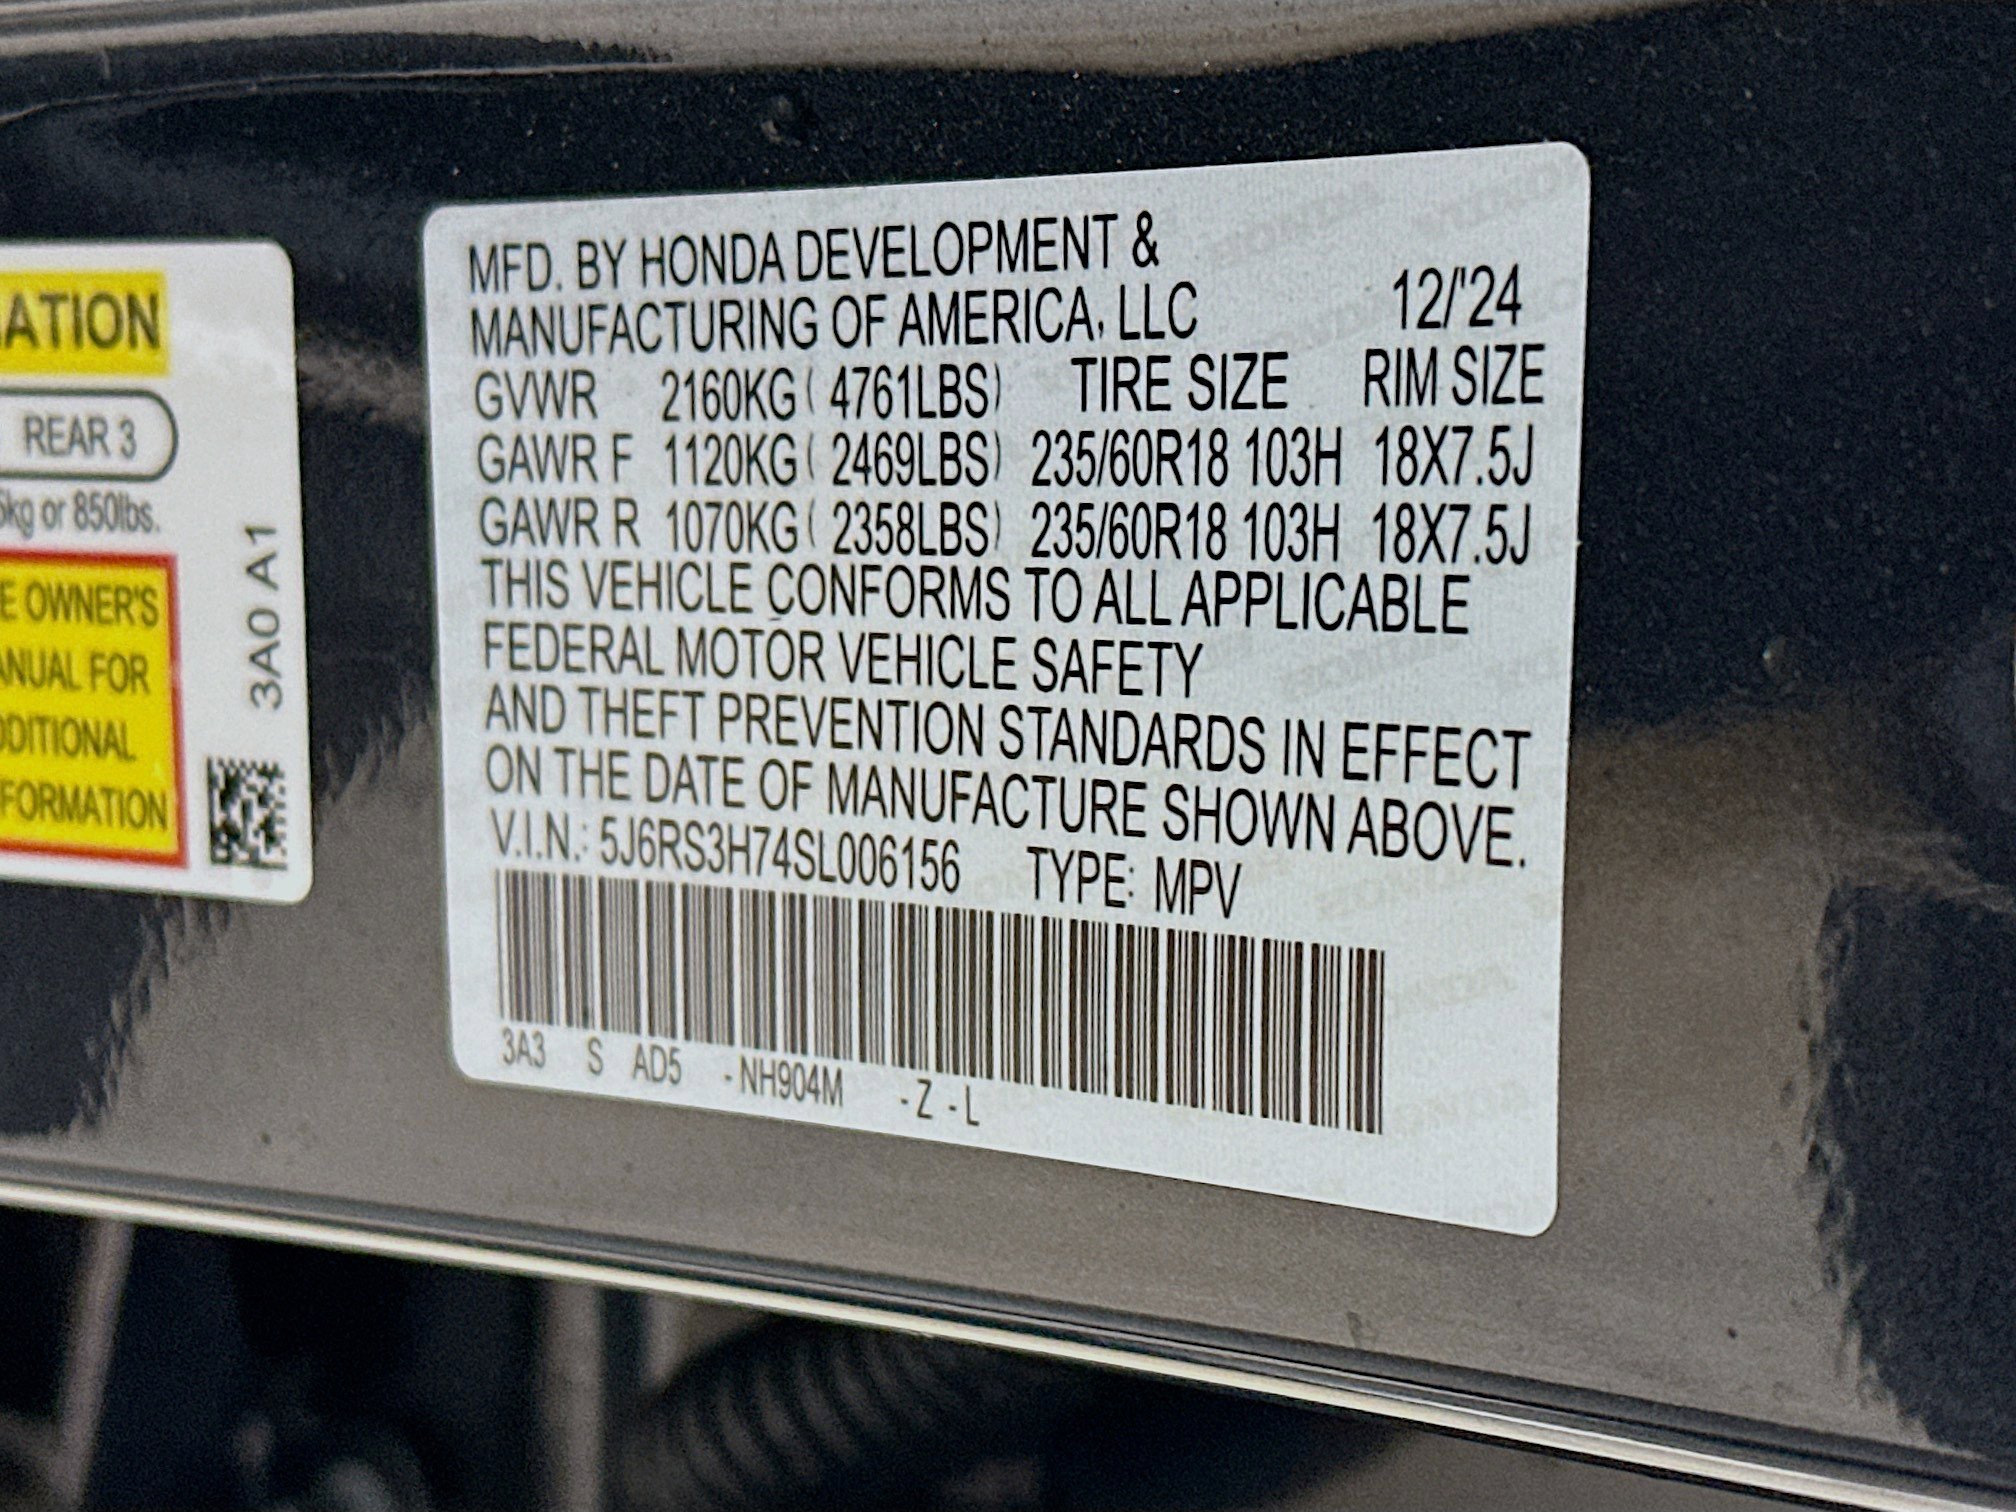 ATION
REAR 3
kg or 850lbs.
E OWNER'S
ANUAL FOR
DDITIONAL
FORMATION
3A0 A1
MFD. BY HONDA DEVELOPMENT &
MANUFACTURING OF AMERICA, LLC 12/'24
GVWR 2160KG ( 4761LBS) TIRE SIZE RIM SIZE
GAWR F 1120KG ( 2469LBS) 235/60R18 103H 18X7.5J
GAWR R 1070KG ( 2358LBS) 235/60R18 103H 18X7.5J
THIS VEHICLE CONFORMS TO ALL APPLICABLE
FEDERAL MOTOR VEHICLE SAFETY
AND THEFT PREVENTION STANDARDS IN EFFECT
ON THE DATE OF MANUFACTURE SHOWN ABOVE.
V.I.N.: 5J6RS3H74SL006156 TYPE: MPV
3A3 S AD5 -NH904M -Z -L